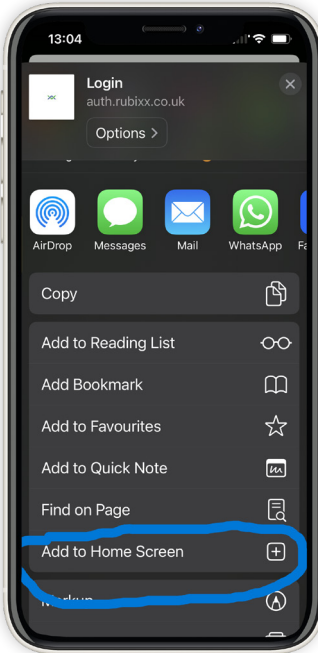 13:04
Login
auth.rubixx.co.uk
Options >
AirDrop
Messages
Mail
WhatsApp
Copy
Add to Reading List
Add Bookmark
Add to Favourites
Add to Quick Note
Find on Page
Add to Home Screen
Markup